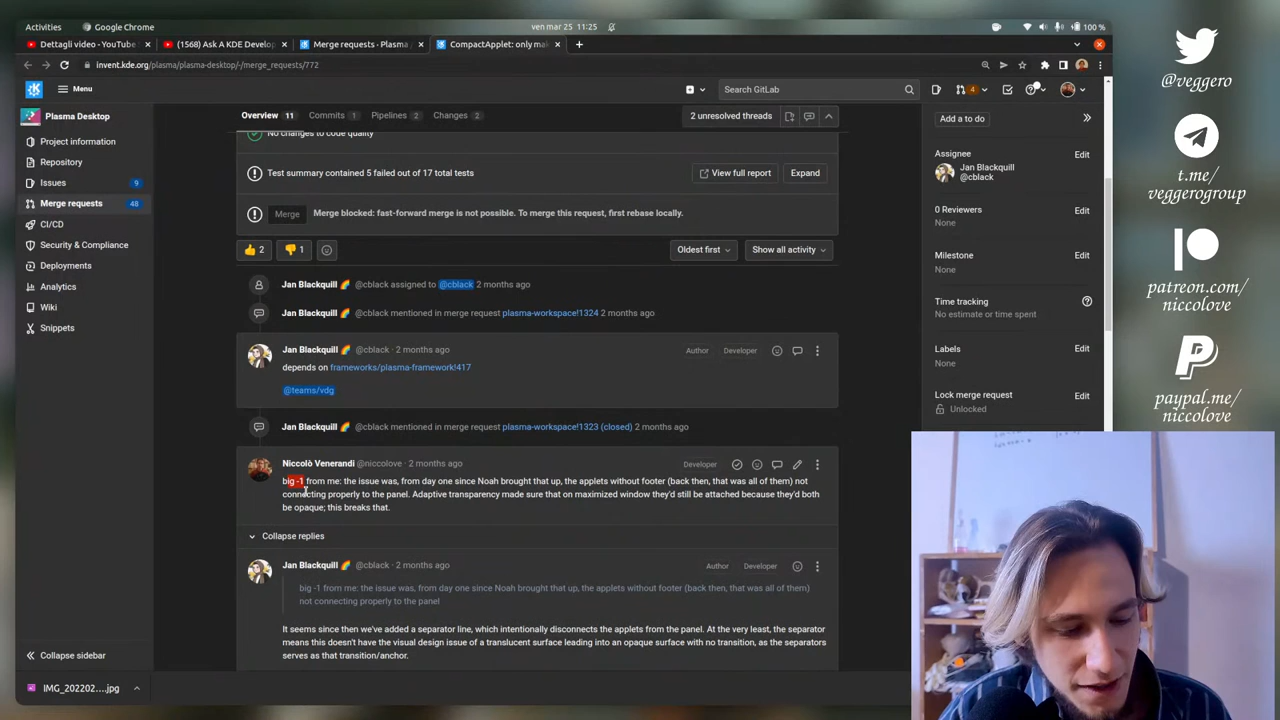 Activities
Google Chrome
ven mar 25 11:25
100 %
Dettagli video - YouTube
(1568) Ask A KDE Develop
Merge requests · Plasma
CompactApplet: only ma
invent.kde.org/plasma/plasma-desktop/-/merge_requests/772
Menu
Search GitLab
4
Plasma Desktop
Project information
Repository
Issues
9
Merge requests
48
CI/CD
Security & Compliance
Deployments
Analytics
Wiki
Snippets
Collapse sidebar
Overview 11
Commits 1
Pipelines 2
Changes 2
2 unresolved threads
No changes to code quality
Test summary contained 5 failed out of 17 total tests
View full report
Expand
Merge
Merge blocked: fast-forward merge is not possible. To merge this request, first rebase locally.
2
1
Oldest first
Show all activity
Jan Blackquill @cblack assigned to @cblack 2 months ago
Jan Blackquill @cblack mentioned in merge request plasma-workspace!1324 2 months ago
Jan Blackquill @cblack · 2 months ago
Author
Developer
depends on frameworks/plasma-framework!417
@teams/vdg
Jan Blackquill @cblack mentioned in merge request plasma-workspace!1323 (closed) 2 months ago
Niccolò Venerandi @niccolove · 2 months ago
Developer
big -1 from me: the issue was, from day one since Noah brought that up, the applets without footer (back then, that was all of them) not
connecting properly to the panel. Adaptive transparency made sure that on maximized window they'd still be attached because they'd both
be opaque; this breaks that.
Collapse replies
Jan Blackquill @cblack · 2 months ago
Author
Developer
big -1 from me: the issue was, from day one since Noah brought that up, the applets without footer (back then, that was all of them)
not connecting properly to the panel
It seems since then we've added a separator line, which intentionally disconnects the applets from the panel. At the very least, the separator
means this doesn't have the visual design issue of a translucent surface leading into an opaque surface with no transition, as the separators
serves as that transition/anchor.
Add a to do
Assignee
Edit
Jan Blackquill
@cblack
0 Reviewers
Edit
None
Milestone
Edit
None
Time tracking
No estimate or time spent
Labels
Edit
None
Lock merge request
Edit
Unlocked
IMG_202202....jpg
@veggero
t.me/
veggerogroup
patreon.com/
niccolove
paypal.me/
niccolove